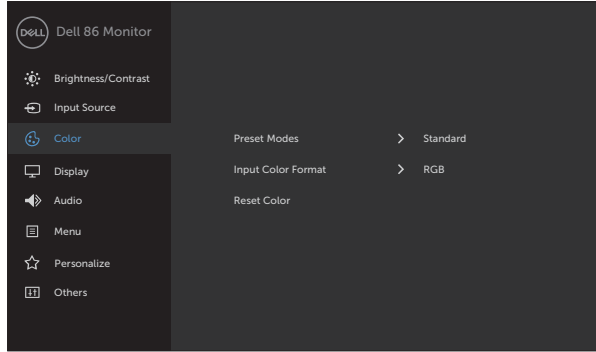 DELL Dell 86 Monitor
Brightness/Contrast
Input Source
Color
Preset Modes Standard
Display
Input Color Format RGB
Audio
Reset Color
Menu
Personalize
Others